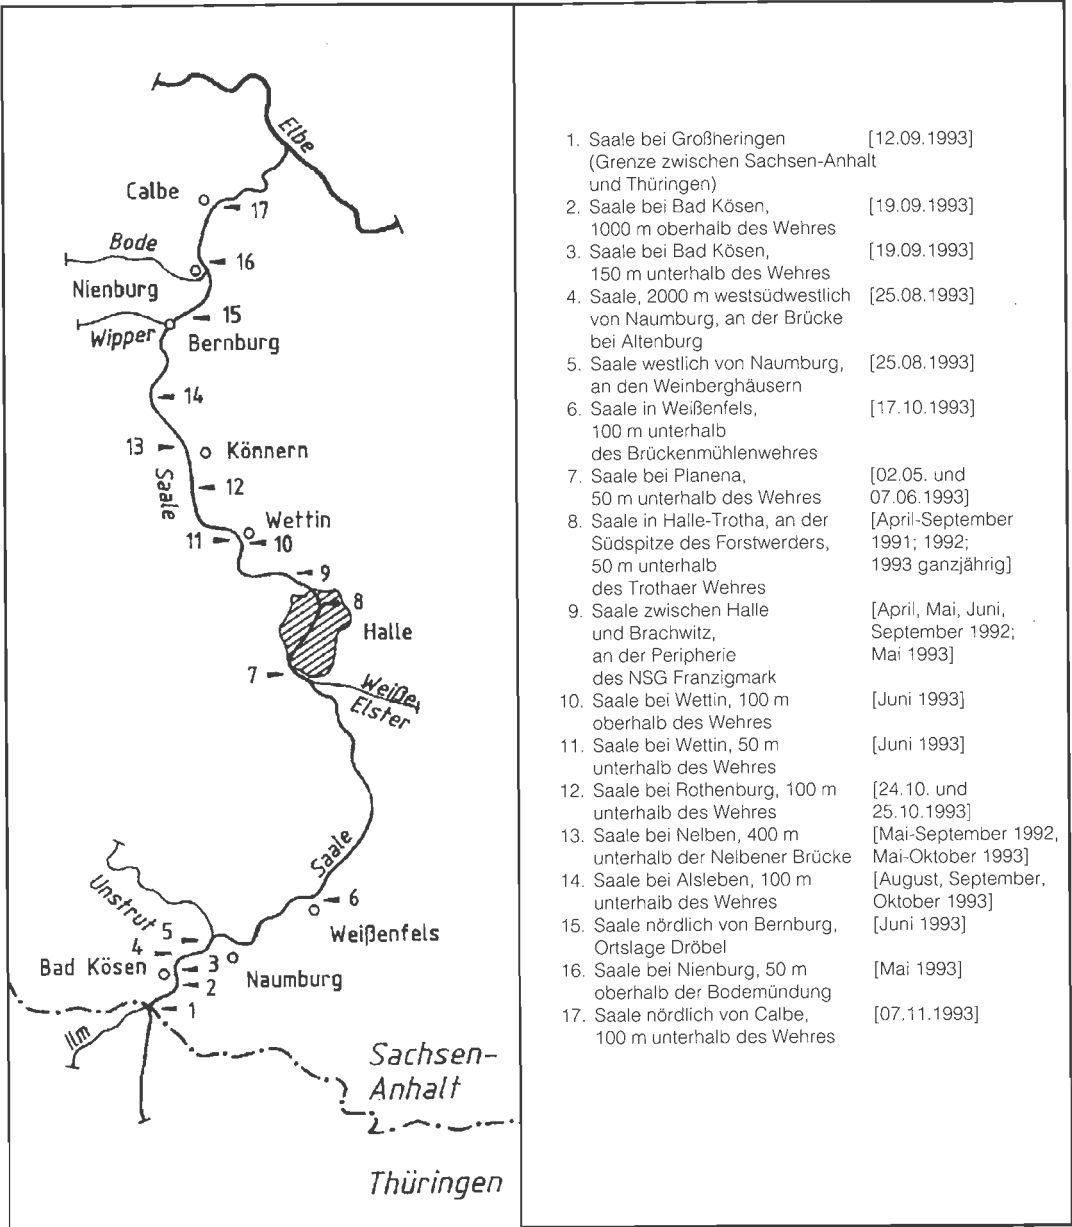 Elbe
Calbe
17
Bode
16
Nienburg
15
Wipper
Bernburg
14
13
Könnern
Saale
12
Wettin
11
10
9
8
Halle
7
Weiße
Elster
Saale
Unstrut
6
Weißenfels
5
4
Bad Kösen
3
Naumburg
2
1
Ilm
Sachsen-
Anhalt
Thüringen
1. Saale bei Großheringen [12.09.1993]
(Grenze zwischen Sachsen-Anhalt
und Thüringen)
2. Saale bei Bad Kösen, [19.09.1993]
1000 m oberhalb des Wehres
3. Saale bei Bad Kösen, [19.09.1993]
150 m unterhalb des Wehres
4. Saale, 2000 m westsüdwestlich [25.08.1993]
von Naumburg, an der Brücke
bei Altenburg
5. Saale westlich von Naumburg, [25.08.1993]
an den Weinberghäusern
6. Saale in Weißenfels, [17.10.1993]
100 m unterhalb
des Brückenmühlenwehres
7. Saale bei Planena, [02.05. und
50 m unterhalb des Wehres 07.06.1993]
8. Saale in Halle-Trotha, an der [April-September
Südspitze des Forstwerders, 1991; 1992;
50 m unterhalb 1993 ganzjährig]
des Trothaer Wehres
9. Saale zwischen Halle [April, Mai, Juni,
und Brachwitz, September 1992;
an der Peripherie Mai 1993]
des NSG Franzigmark
10. Saale bei Wettin, 100 m [Juni 1993]
oberhalb des Wehres
11. Saale bei Wettin, 50 m [Juni 1993]
unterhalb des Wehres
12. Saale bei Rothenburg, 100 m [24.10. und
unterhalb des Wehres 25.10.1993]
13. Saale bei Nelben, 400 m [Mai-September 1992,
unterhalb der Nelbener Brücke Mai-Oktober 1993]
14. Saale bei Alsleben, 100 m [August, September,
unterhalb des Wehres Oktober 1993]
15. Saale nördlich von Bernburg, [Juni 1993]
Ortslage Dröbel
16. Saale bei Nienburg, 50 m [Mai 1993]
oberhalb der Bodemündung
17. Saale nördlich von Calbe, [07.11.1993]
100 m unterhalb des Wehres